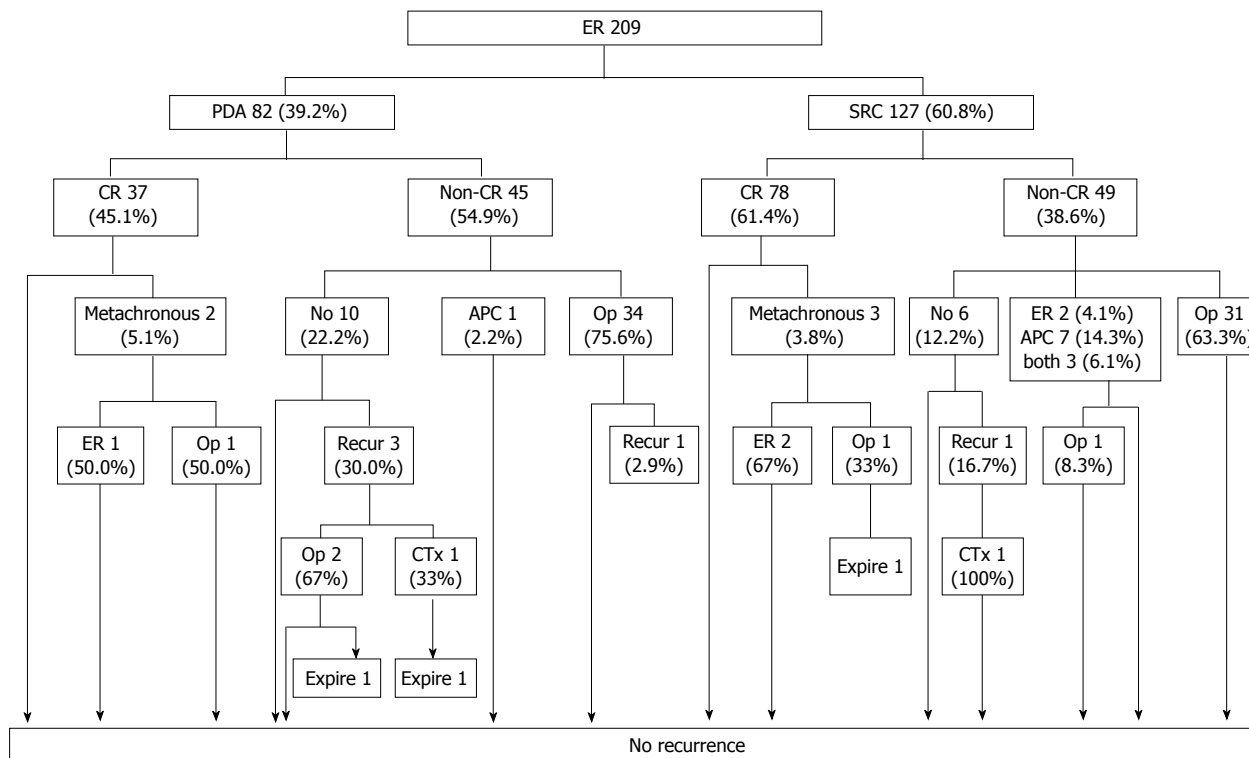 ER 209
PDA 82 (39.2%)
SRC 127 (60.8%)
CR 37
(45.1%)
Non-CR 45
(54.9%)
CR 78
(61.4%)
Non-CR 49
(38.6%)
Metachronous 2
(5.1%)
No 10
(22.2%)
APC 1
(2.2%)
Op 34
(75.6%)
Metachronous 3
(3.8%)
No 6
(12.2%)
ER 2 (4.1%)
APC 7 (14.3%)
both 3 (6.1%)
Op 31
(63.3%)
ER 1
(50.0%)
Op 1
(50.0%)
Recur 3
(30.0%)
Recur 1
(2.9%)
ER 2
(67%)
Op 1
(33%)
Recur 1
(16.7%)
Op 1
(8.3%)
Op 2
(67%)
CTx 1
(33%)
Expire 1
CTx 1
(100%)
Expire 1
Expire 1
No recurrence